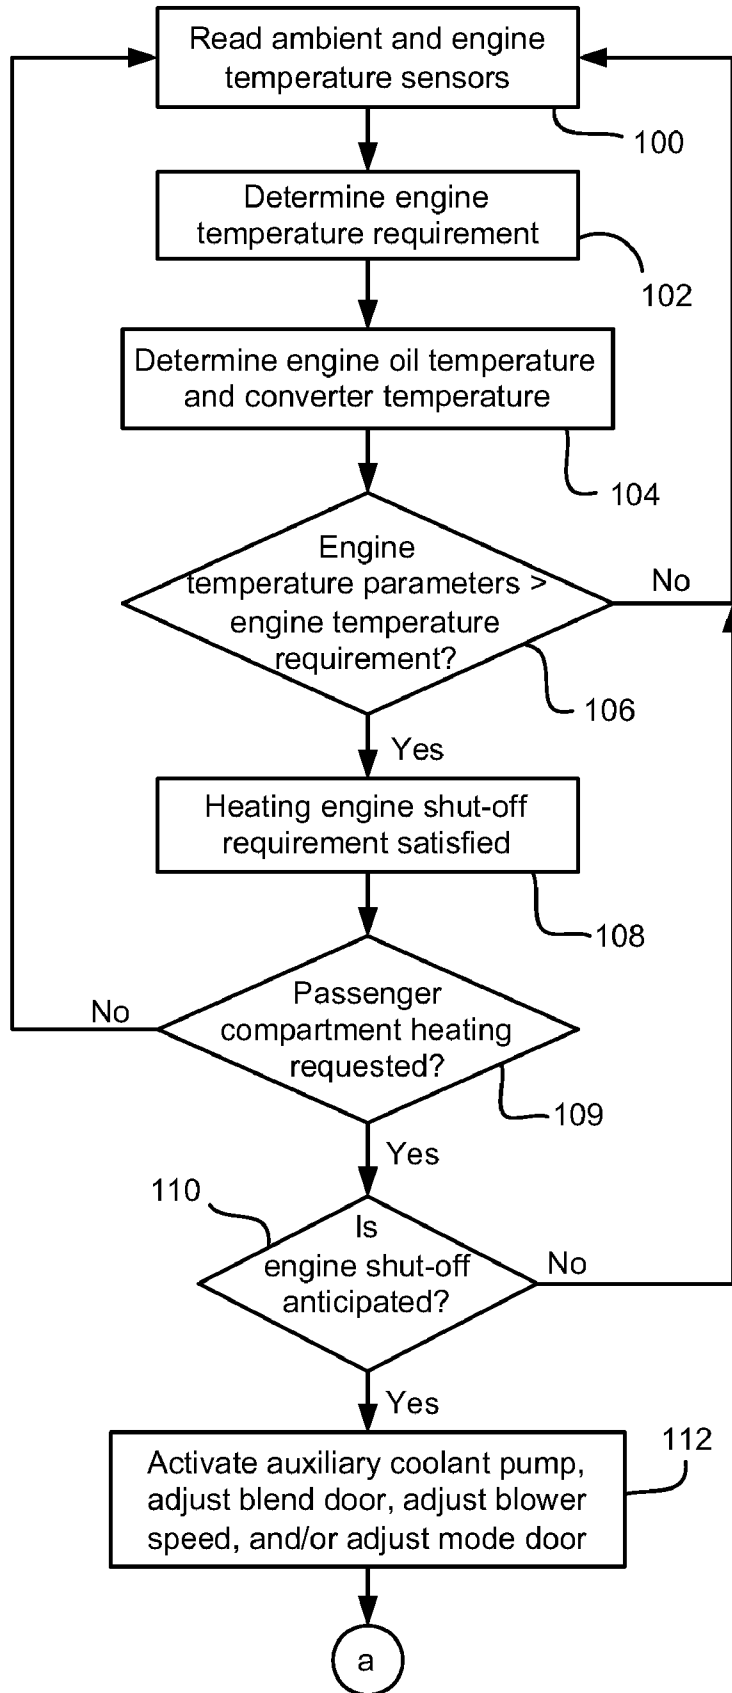 Read ambient and engine
temperature sensors
100
Determine engine
temperature requirement
102
Determine engine oil temperature
and converter temperature
104
Engine
temperature parameters >
engine temperature
requirement?
No
106
Yes
Heating engine shut-off
requirement satisfied
108
Passenger
compartment heating
requested?
No
109
Yes
110
Is
engine shut-off
anticipated?
No
Yes
112
Activate auxiliary coolant pump,
adjust blend door, adjust blower
speed, and/or adjust mode door
a